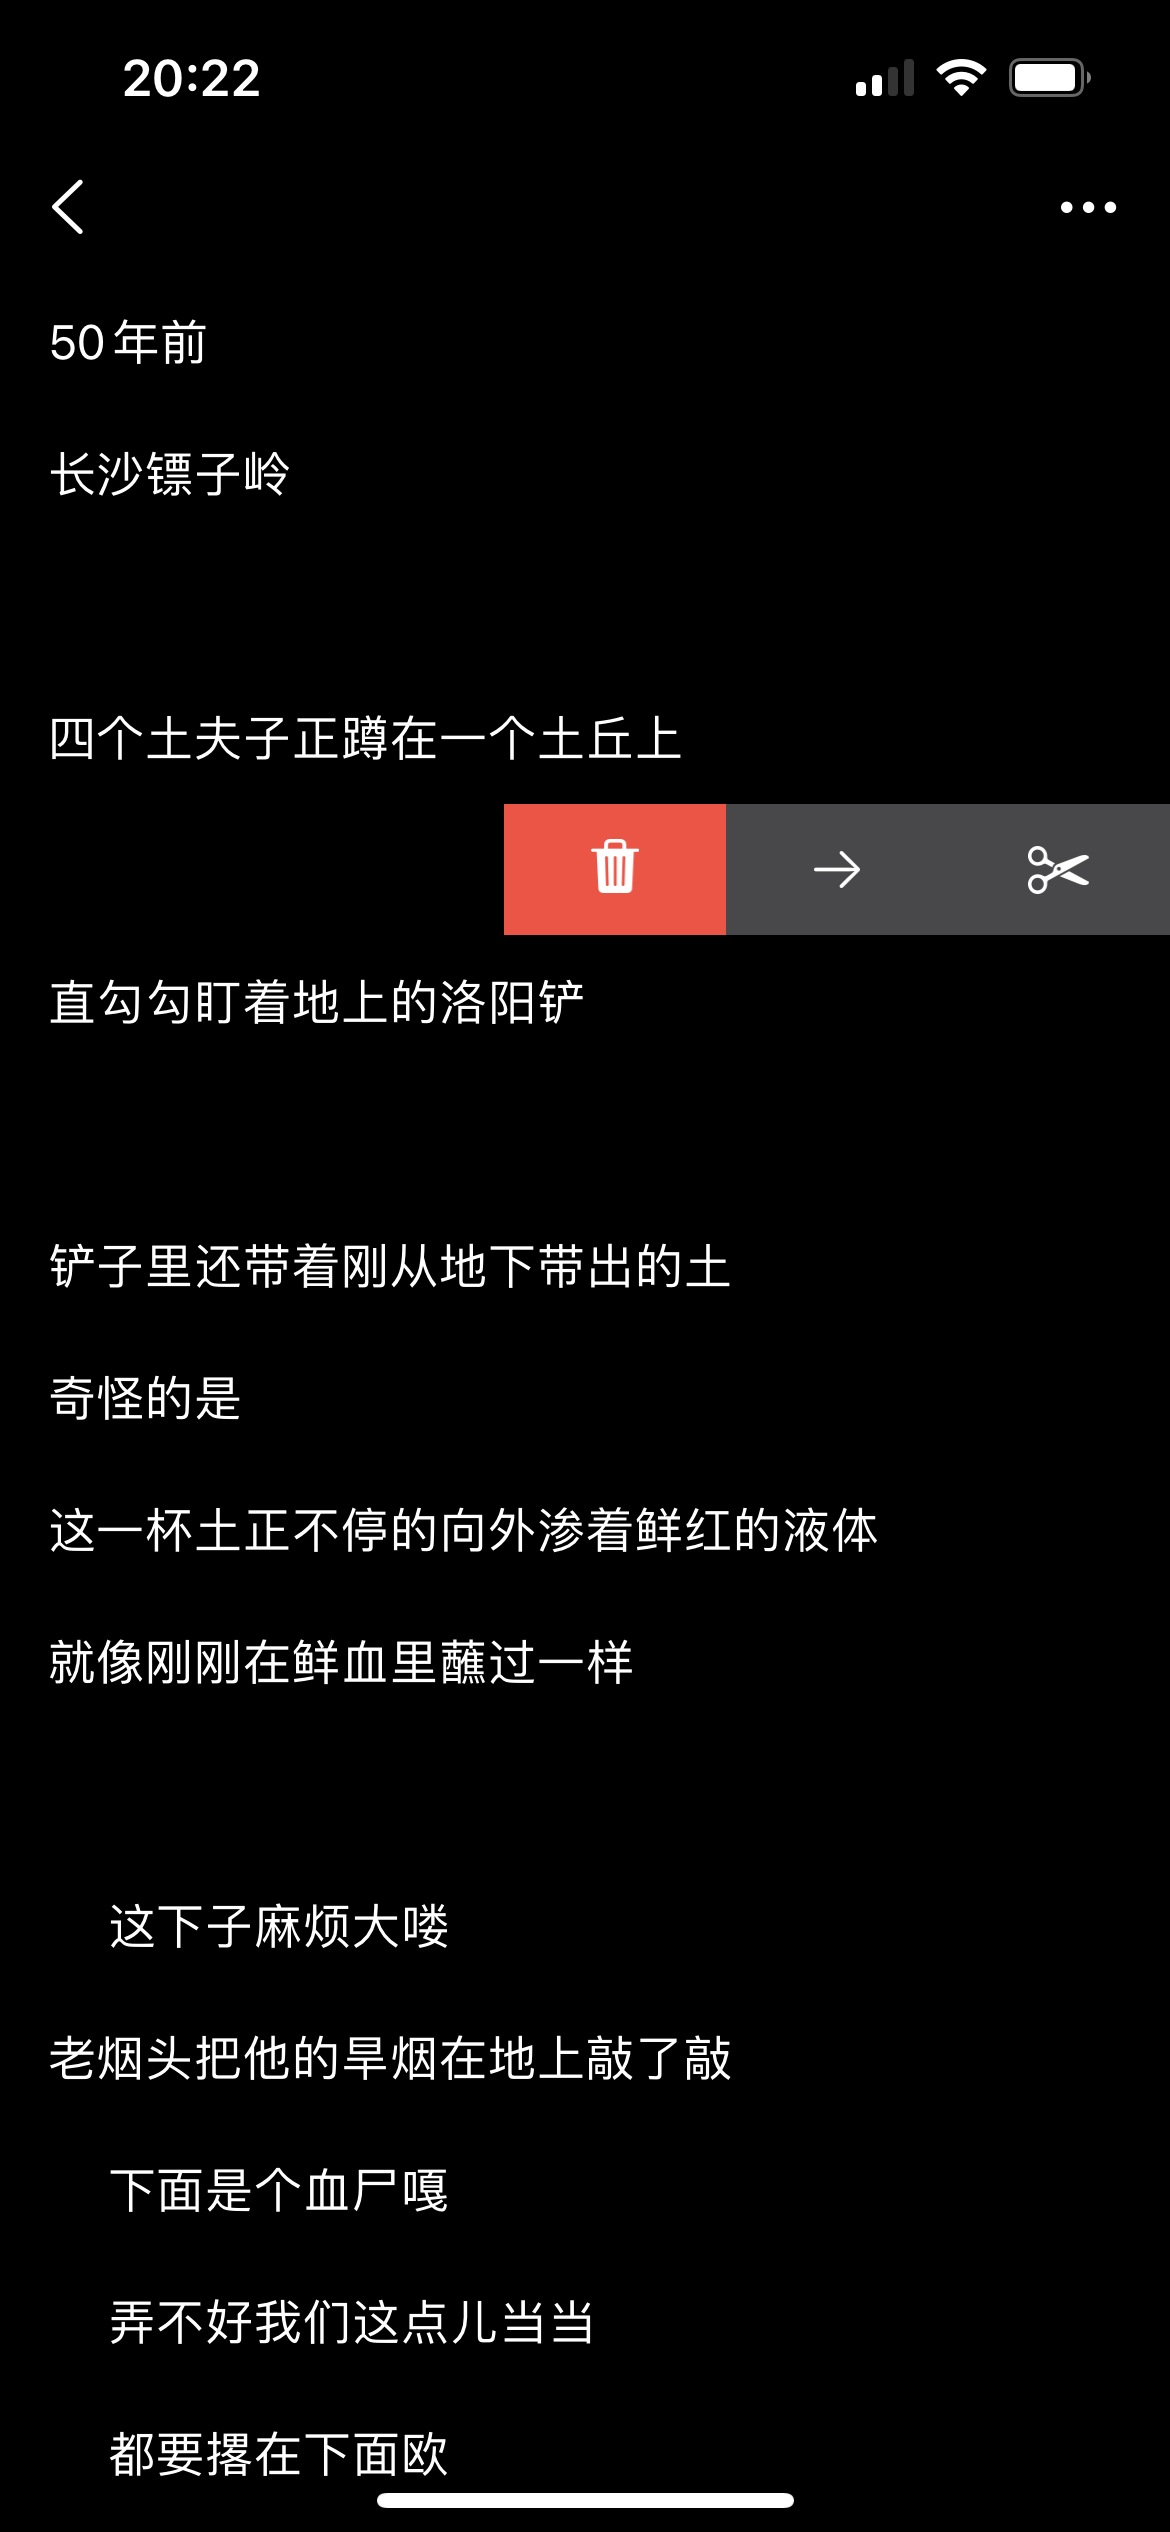 20:22
50年前
长沙镖子岭
四个土夫子正蹲在一个土丘上
直勾勾盯着地上的洛阳铲
铲子里还带着刚从地下带出的土
奇怪的是
这一杯土正不停的向外渗着鲜红的液体
就像刚刚在鲜血里蘸过一样
这下子麻烦大喽
老烟头把他的旱烟在地上敲了敲
下面是个血尸嘎
弄不好我们这点儿当当
都要撂在下面欧